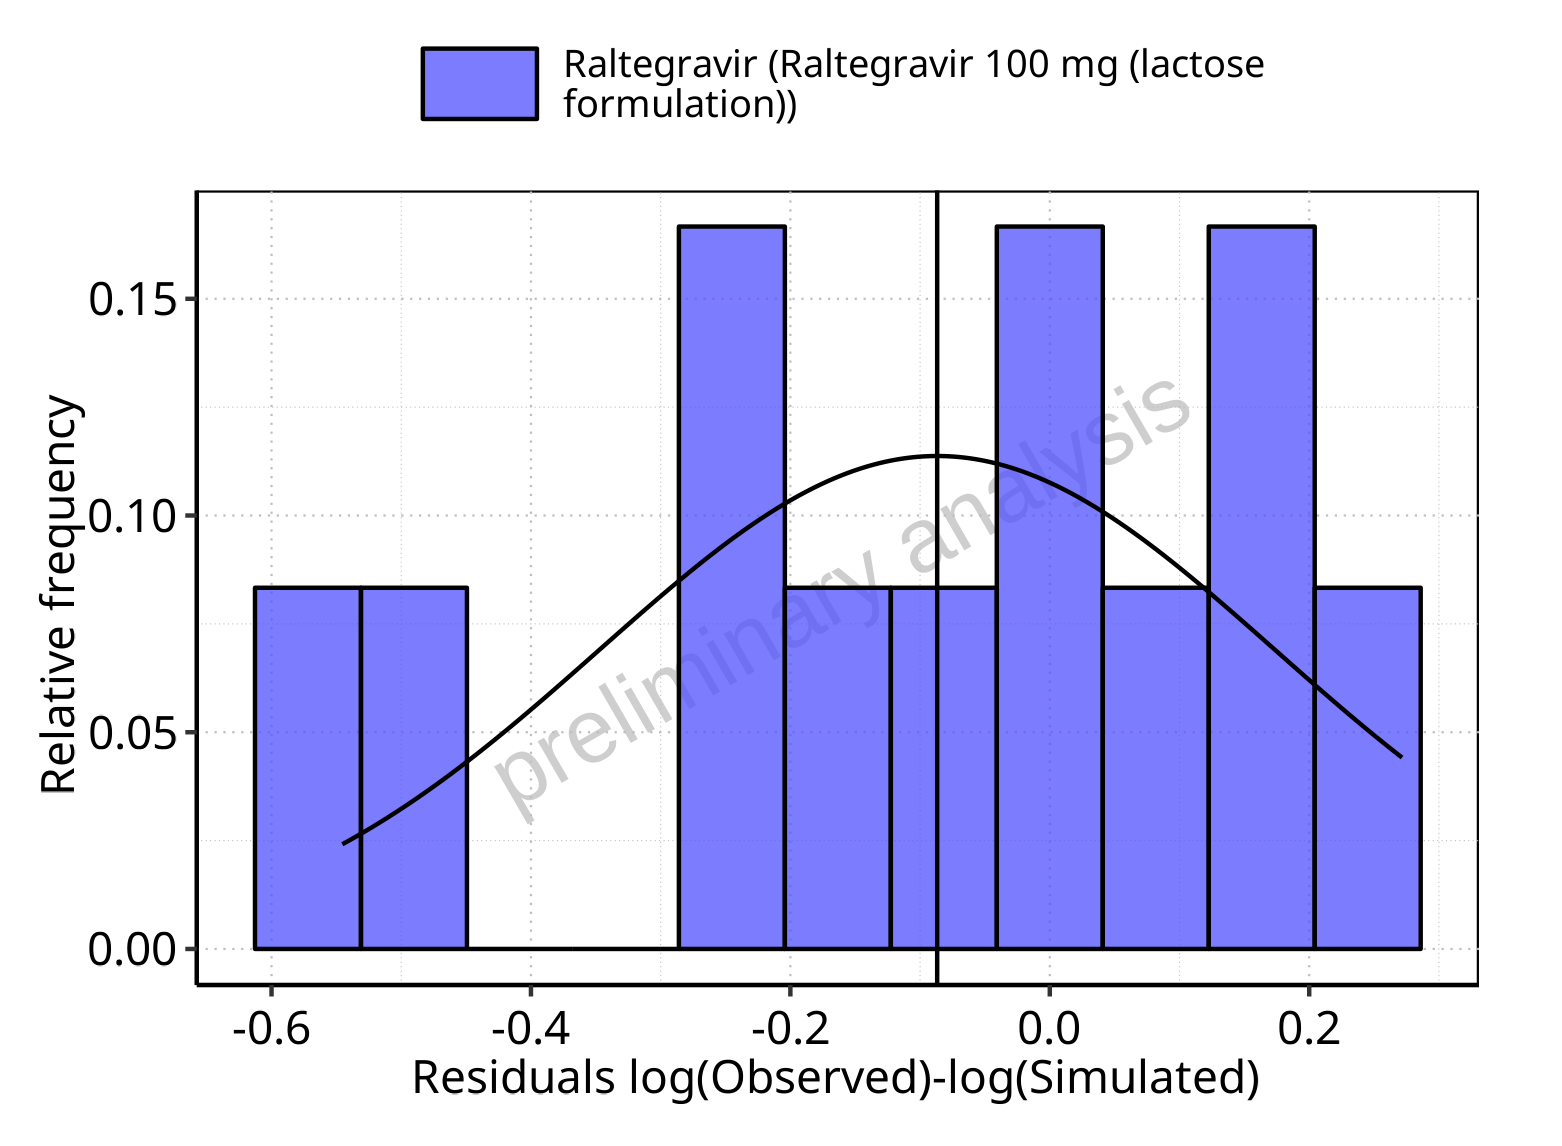 Raltegravir (Raltegravir 100 mg (lactose
formulation))
Relative frequency
0.15
0.10
0.05
0.00
preliminary analysis
-0.6 -0.4 -0.2 0.0 0.2
Residuals log(Observed)-log(Simulated)